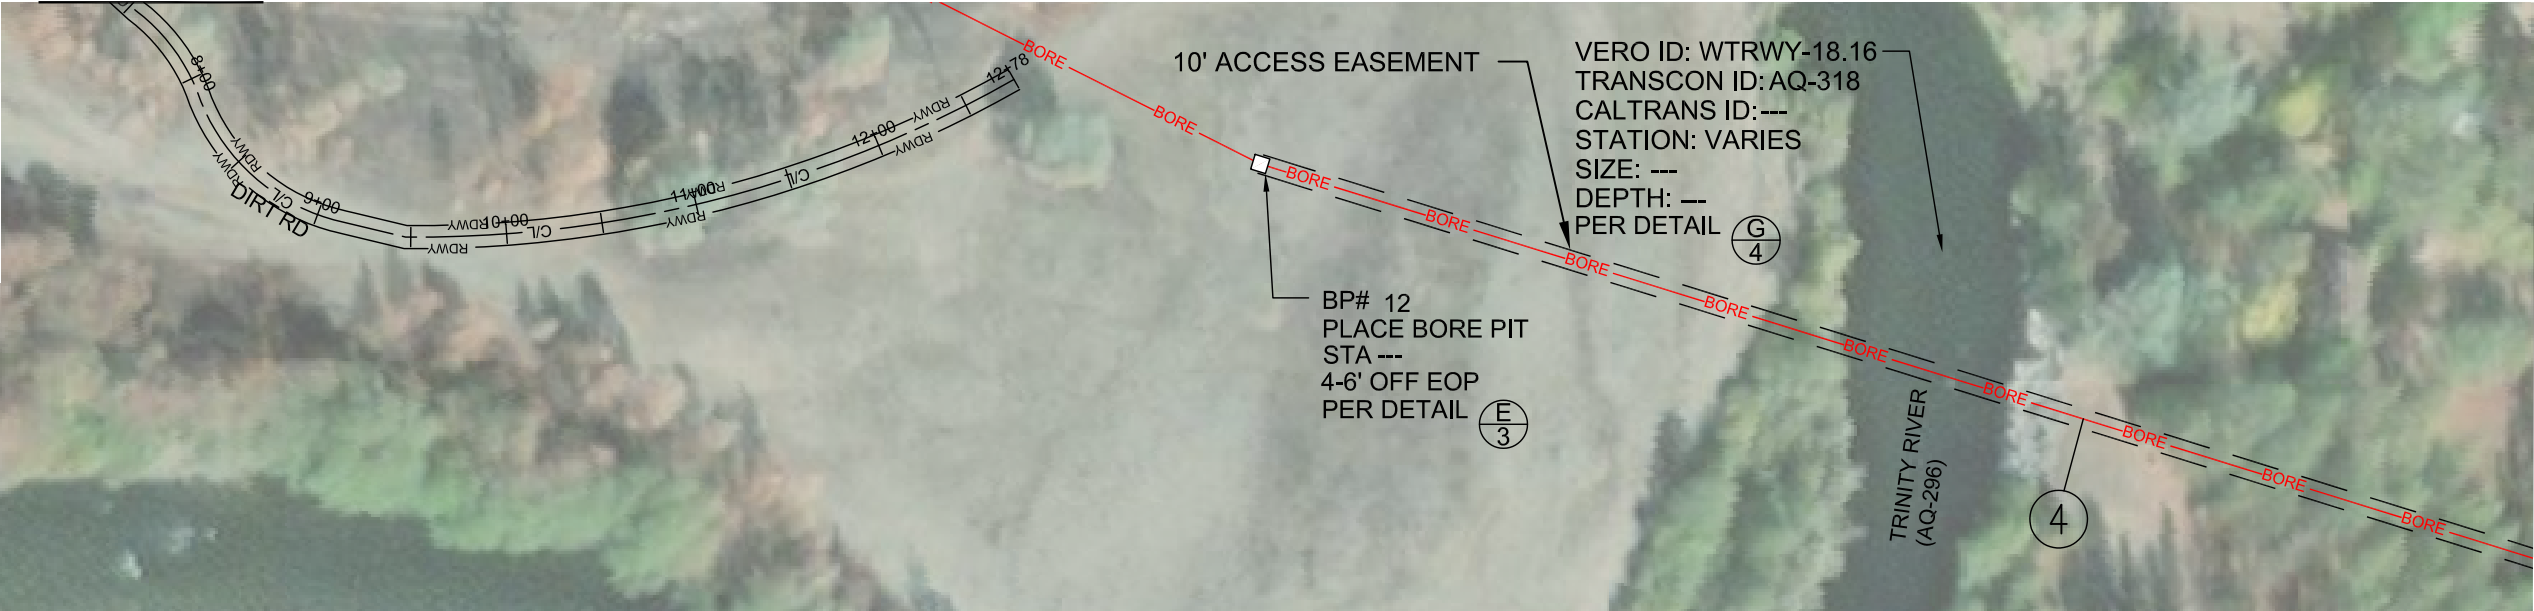 8+00
RDWY
RDWY
DIRT RD
C/L
9+00
RDWY
10+00
RDWY
C/L
11+00
RDWY
RDWY
C/L
12+00
RDWY
RDWY
12+78
BORE
BORE
10' ACCESS EASEMENT
VERO ID: WTRWY-18.16
TRANSCON ID: AQ-318
CALTRANS ID: ---
STATION: VARIES
SIZE: ---
DEPTH: ---
PER DETAIL
G
4
BORE
BORE
BORE
BORE
BORE
BORE
BORE
BORE
BORE
BP# 12
PLACE BORE PIT
STA ---
4-6' OFF EOP
PER DETAIL
E
3
TRINITY RIVER
(AQ-296)
4